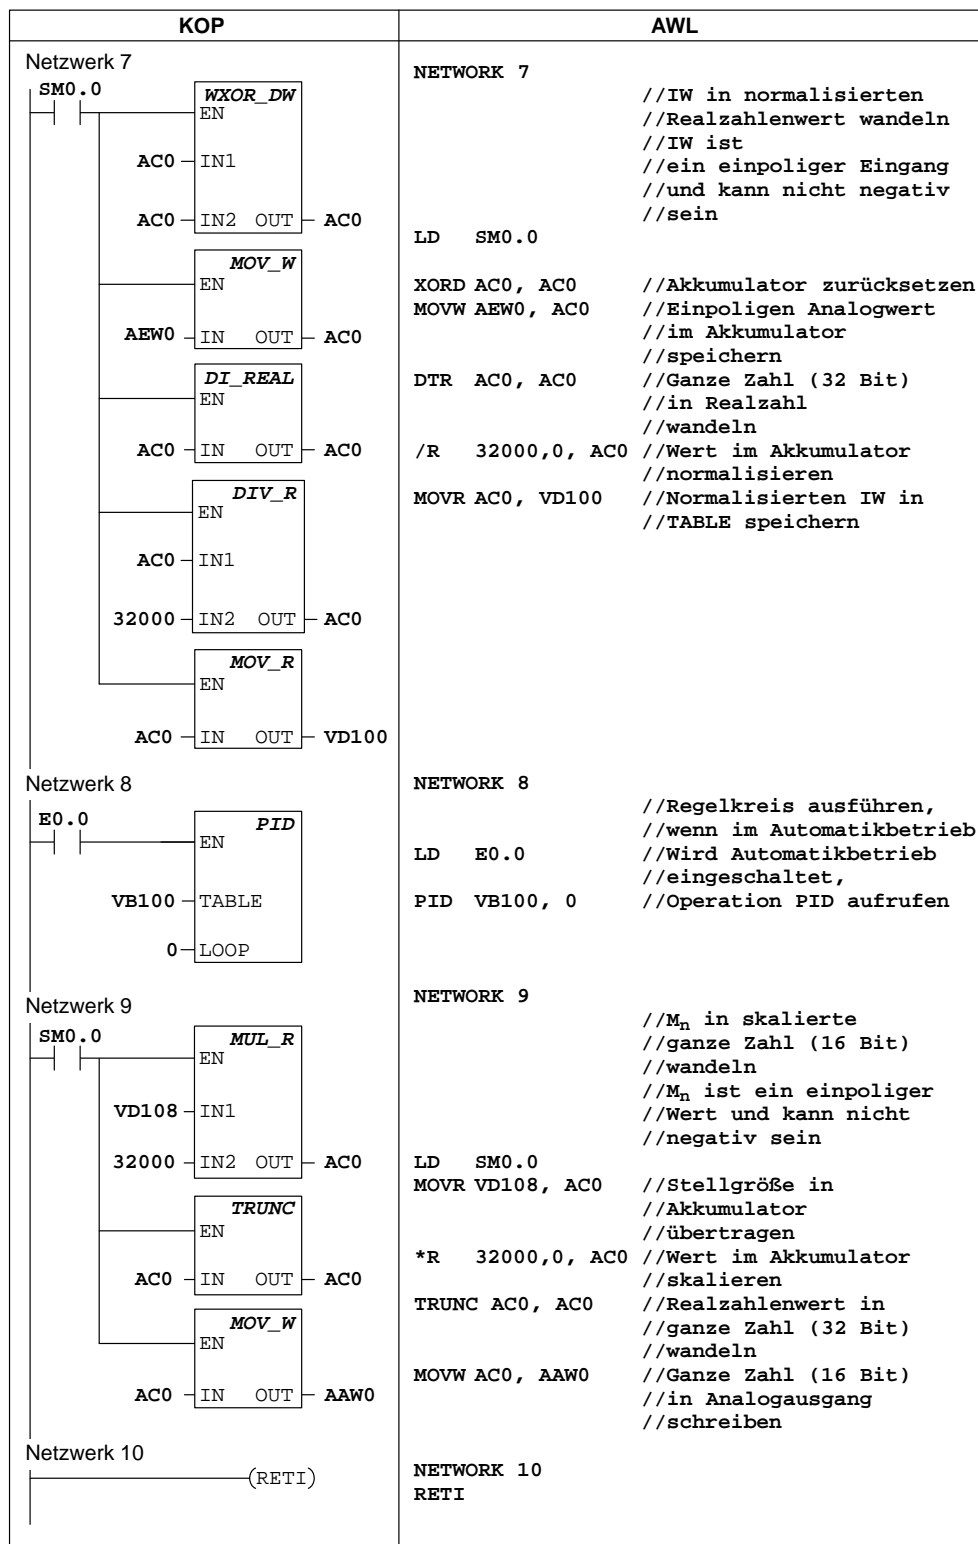 KOP
Netzwerk 7
SM0.0
WXOR_DW
EN
AC0 IN1
AC0 IN2 OUT AC0
MOV_W
EN
AEW0 IN OUT AC0
DI_REAL
EN
AC0 IN OUT AC0
DIV_R
EN
AC0 IN1
32000 IN2 OUT AC0
MOV_R
EN
AC0 IN OUT VD100
Netzwerk 8
E0.0
PID
EN
VB100 TABLE
0 LOOP
Netzwerk 9
SM0.0
MUL_R
EN
VD108 IN1
32000 IN2 OUT AC0
TRUNC
EN
AC0 IN OUT AC0
MOV_W
EN
AC0 IN OUT AAW0
Netzwerk 10
(RETI)
AWL
NETWORK 7
//IW in normalisierten
//Realzahlenwert wandeln
//IW ist
//ein einpoliger Eingang
//und kann nicht negativ
//sein
LD SM0.0
XORD AC0, AC0 //Akkumulator zurücksetzen
MOVW AEW0, AC0 //Einpoligen Analogwert
//im Akkumulator
//speichern
DTR AC0, AC0 //Ganze Zahl (32 Bit)
//in Realzahl
//wandeln
/R 32000,0, AC0 //Wert im Akkumulator
//normalisieren
MOVR AC0, VD100 //Normalisierten IW in
//TABLE speichern
NETWORK 8
//Regelkreis ausführen,
//wenn im Automatikbetrieb
LD E0.0 //Wird Automatikbetrieb
//eingeschaltet,
PID VB100, 0 //Operation PID aufrufen
NETWORK 9
//Mn in skalierte
//ganze Zahl (16 Bit)
//wandeln
//Mn ist ein einpoliger
//Wert und kann nicht
//negativ sein
LD SM0.0
MOVR VD108, AC0 //Stellgröße in
//Akkumulator
//übertragen
*R 32000,0, AC0 //Wert im Akkumulator
//skalieren
TRUNC AC0, AC0 //Realzahlenwert in
//ganze Zahl (32 Bit)
//wandeln
MOVW AC0, AAW0 //Ganze Zahl (16 Bit)
//in Analogausgang
//schreiben
NETWORK 10
RETI